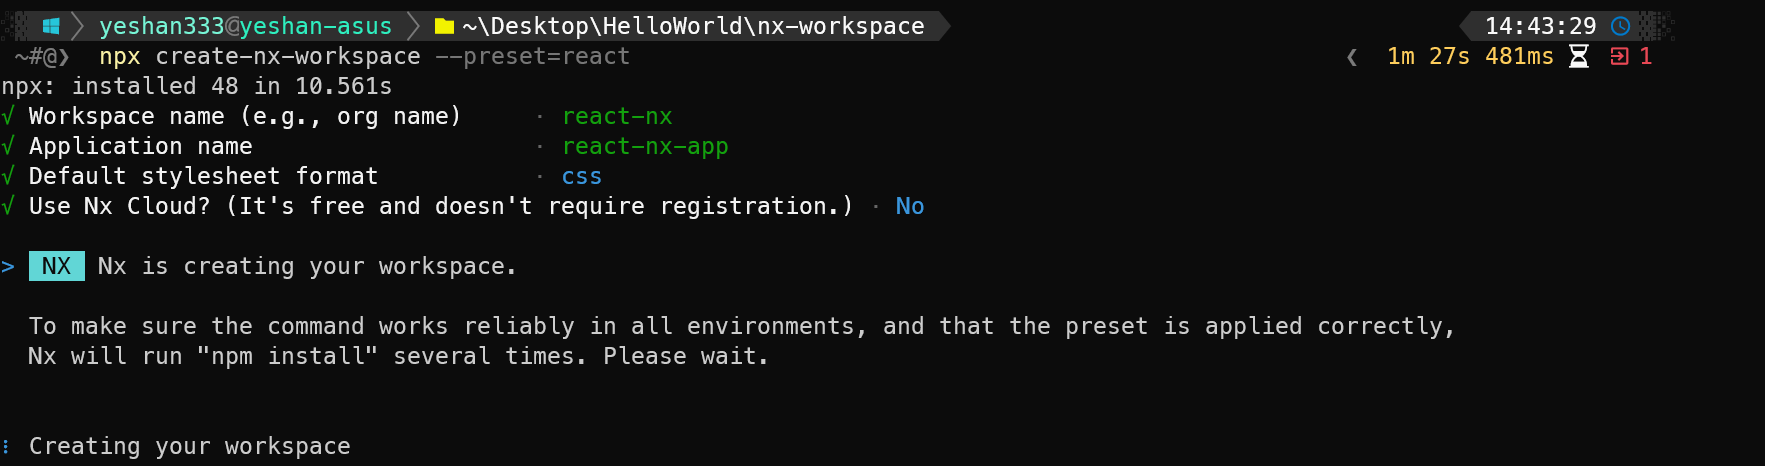 yeshan333@yeshan-asus ~\Desktop\HelloWorld\nx-workspace 14:43:29
~#@❯ npx create-nx-workspace --preset=react ❮ 1m 27s 481ms 1
npx: installed 48 in 10.561s
√ Workspace name (e.g., org name) · react-nx
√ Application name · react-nx-app
√ Default stylesheet format · css
√ Use Nx Cloud? (It's free and doesn't require registration.) · No
> NX Nx is creating your workspace.
To make sure the command works reliably in all environments, and that the preset is applied correctly,
Nx will run "npm install" several times. Please wait.
Creating your workspace